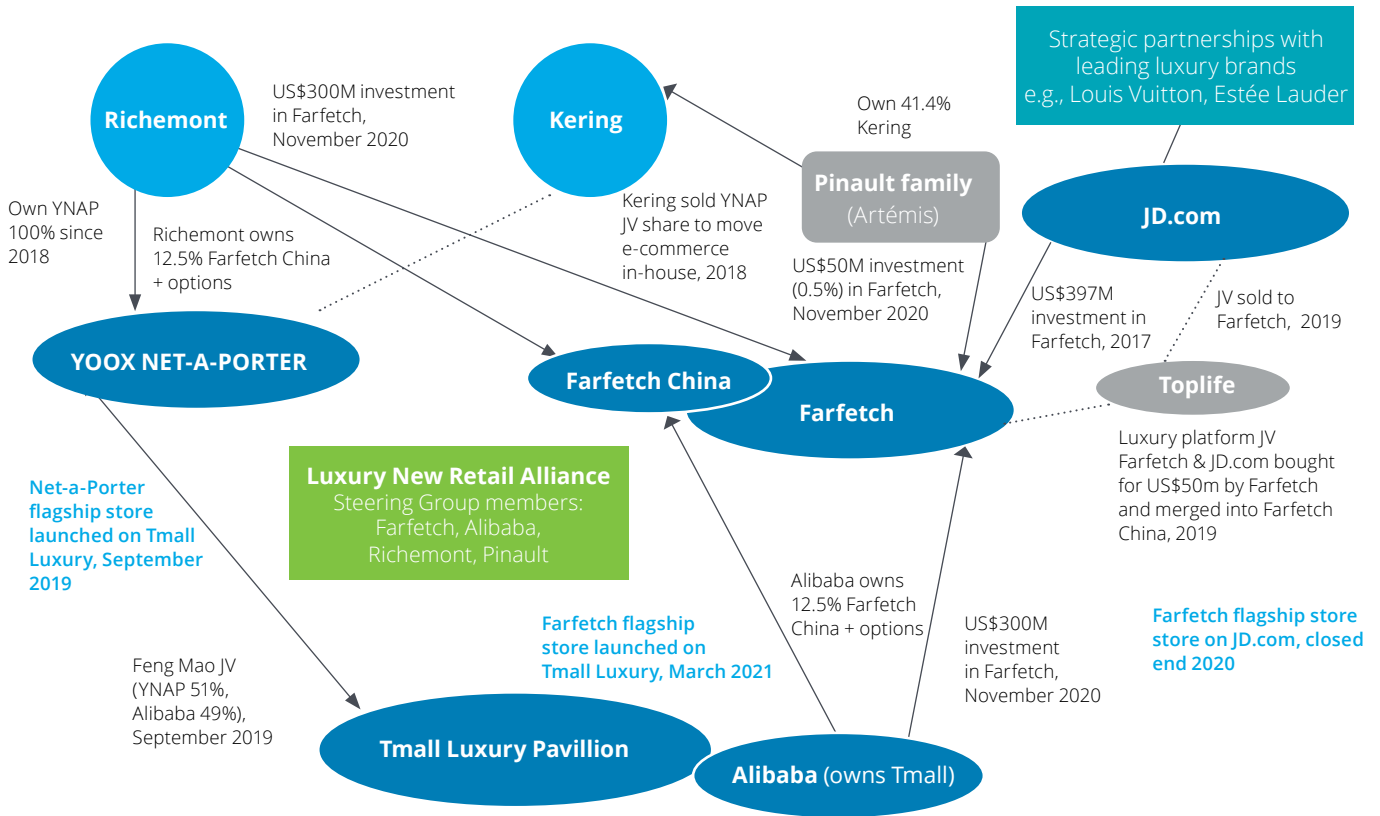 Strategic partnerships with
leading luxury brands
e.g., Louis Vuitton, Estée Lauder
Richemont
US$300M investment
in Farfetch,
November 2020
Kering
Own 41.4%
Kering
Pinault family
(Artémis)
JD.com
Own YNAP
100% since
2018
Richemont owns
12.5% Farfetch China
+ options
Kering sold YNAP
JV share to move
e-commerce
in-house, 2018
US$50M investment
(0.5%) in Farfetch,
November 2020
US$397M
investment in
Farfetch, 2017
JV sold to
Farfetch, 2019
YOOX NET-A-PORTER
Farfetch China
Farfetch
Toplife
Luxury platform JV
Farfetch & JD.com bought
for US$50m by Farfetch
and merged into Farfetch
China, 2019
Net-a-Porter
flagship store
launched on Tmall
Luxury, September
2019
Luxury New Retail Alliance
Steering Group members:
Farfetch, Alibaba,
Richemont, Pinault
Farfetch flagship
store launched on
Tmall Luxury, March 2021
Alibaba owns
12.5% Farfetch
China + options
US$300M
investment
in Farfetch,
November 2020
Farfetch flagship store
store on JD.com, closed
end 2020
Feng Mao JV
(YNAP 51%,
Alibaba 49%),
September 2019
Tmall Luxury Pavillion
Alibaba (owns Tmall)